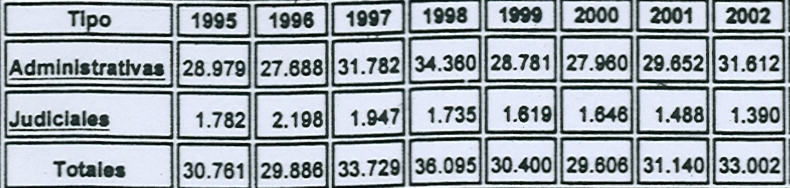 Tipo 1995 1996 1997 1998 1999 2000 2001 2002
Administrativas 28.979 27.688 31.782 34.360 28.781 27.960 29.652 31.612
Judiciales 1.782 2.198 1.947 1.735 1.619 1.646 1.488 1.390
Totales 30.761 29.886 33.729 36.095 30.400 29.606 31.140 33.002